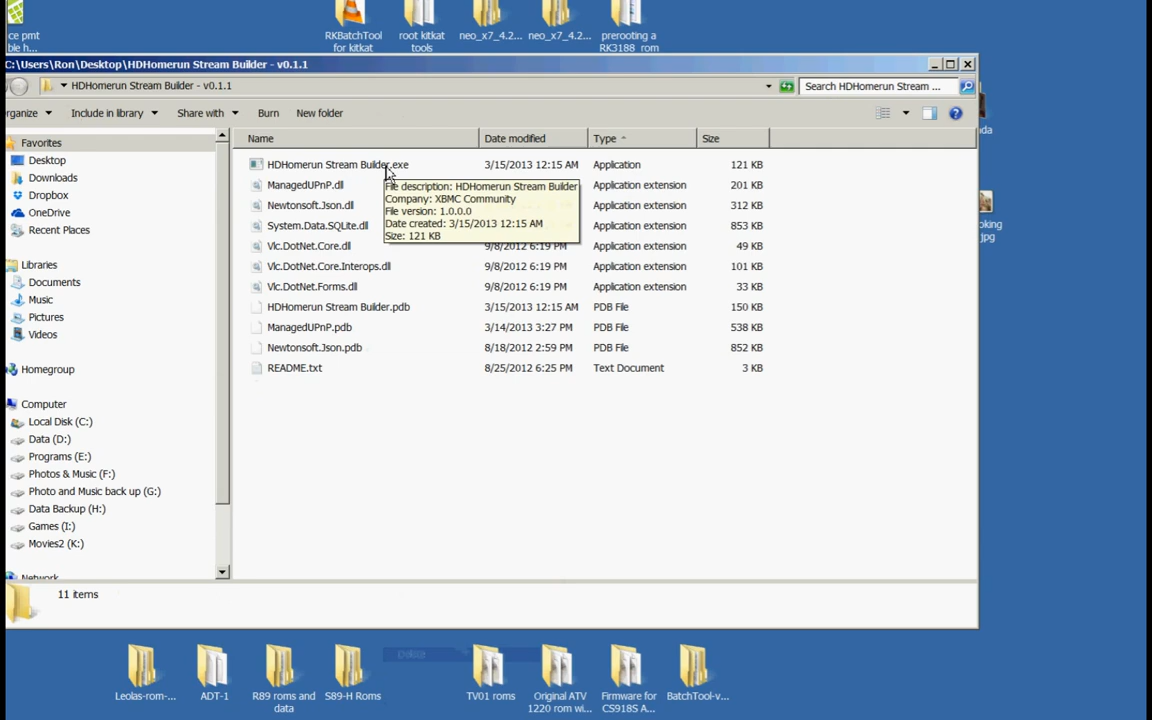 ce pmt
ble h...
RKBatchTool
for kitkat
root kitkat
tools
neo_x7_4.2...
neo_x7_4.2...
prerooting a
RK3188 rom
C:\Users\Ron\Desktop\HDHomerun Stream Builder - v0.1.1
HDHomerun Stream Builder - v0.1.1
Search HDHomerun Stream ...
rganize
Include in library
Share with
Burn
New folder
Name
Date modified
Type
Size
Favorites
Desktop
Downloads
Dropbox
OneDrive
Recent Places
Libraries
Documents
Music
Pictures
Videos
Homegroup
Computer
Local Disk (C:)
Data (D:)
Programs (E:)
Photos & Music (F:)
Photo and Music back up (G:)
Data Backup (H:)
Games (I:)
Movies2 (K:)
Network
HDHomerun Stream Builder.exe 3/15/2013 12:15 AM Application 121 KB
ManagedUPnP.dll Application extension 201 KB
Newtonsoft.Json.dll Application extension 312 KB
System.Data.SQLite.dll Application extension 853 KB
Vlc.DotNet.Core.dll 9/8/2012 6:19 PM Application extension 49 KB
Vlc.DotNet.Core.Interops.dll 9/8/2012 6:19 PM Application extension 101 KB
Vlc.DotNet.Forms.dll 9/8/2012 6:19 PM Application extension 33 KB
HDHomerun Stream Builder.pdb 3/15/2013 12:15 AM PDB File 150 KB
ManagedUPnP.pdb 3/14/2013 3:27 PM PDB File 538 KB
Newtonsoft.Json.pdb 8/18/2012 2:59 PM PDB File 852 KB
README.txt 8/25/2012 6:25 PM Text Document 3 KB
File description: HDHomerun Stream Builder
Company: XBMC Community
File version: 1.0.0.0
Date created: 3/15/2013 12:15 AM
Size: 121 KB
nda
oking
jpg
11 items
Delete
Leolas-rom-...
ADT-1
R89 roms and
data
S89-H Roms
TV01 roms
Original ATV
1220 rom wi...
Firmware for
CS918S A...
BatchTool-v...